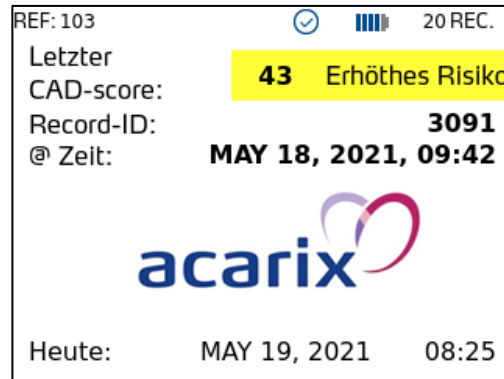 REF: 103 20 REC.
Letzter
CAD-score:
43 Erhöthes Risiko
Record-ID: 3091
@ Zeit: MAY 18, 2021, 09:42
acarix
Heute: MAY 19, 2021 08:25